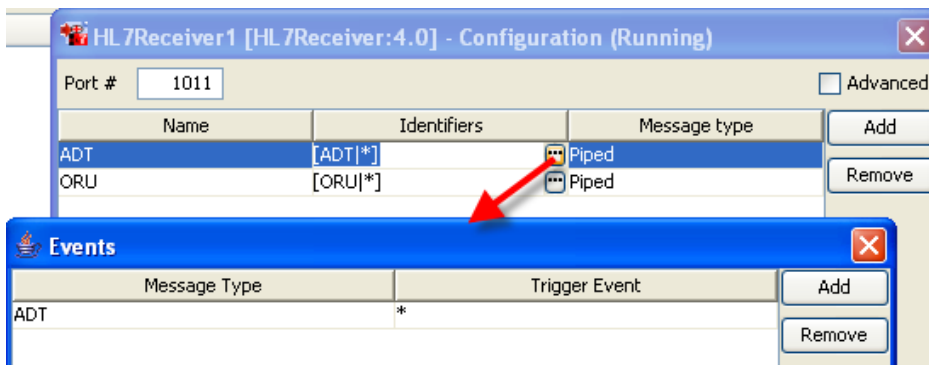 HL7Receiver1 [HL7Receiver:4.0] - Configuration (Running)
Port # 1011 Advanced
Name Identifiers Message type Add
ADT [ADT|*] Piped
ORU [ORU|*] Piped Remove
Events
Message Type Trigger Event Add
ADT * Remove